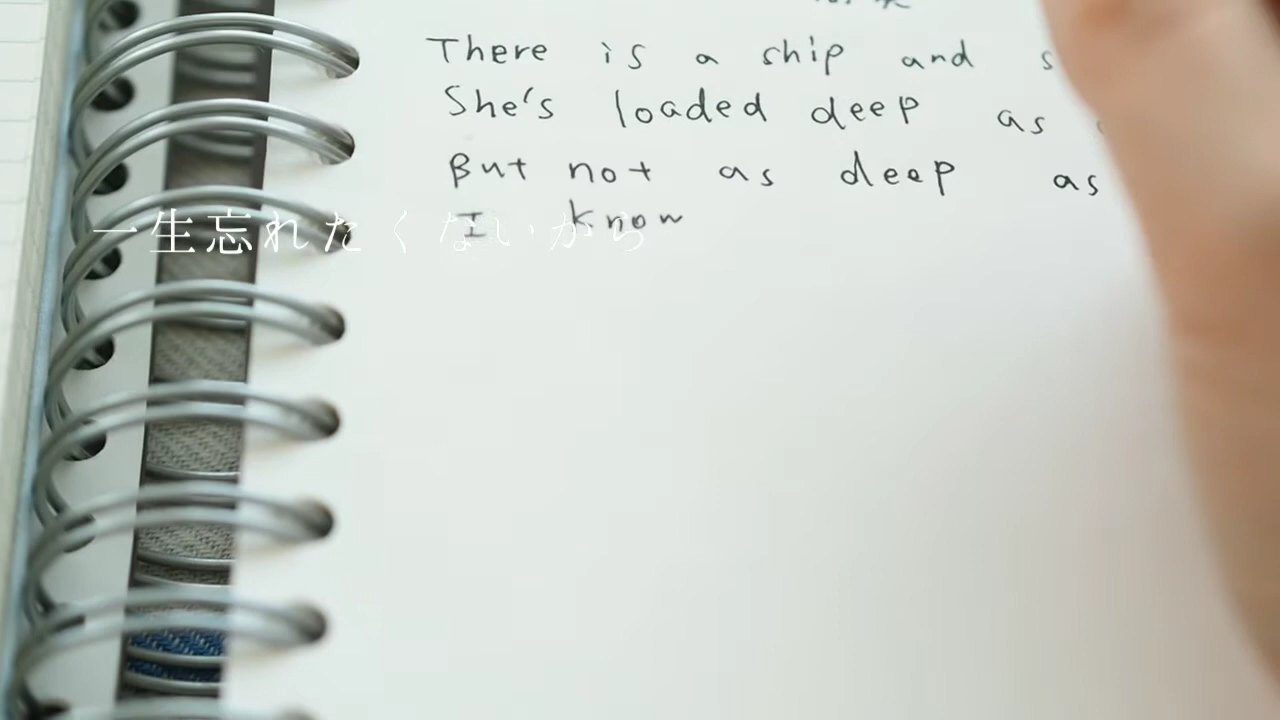 There is a ship and
She's loaded deep as
But not as deep as
I know
一生忘れたくないから